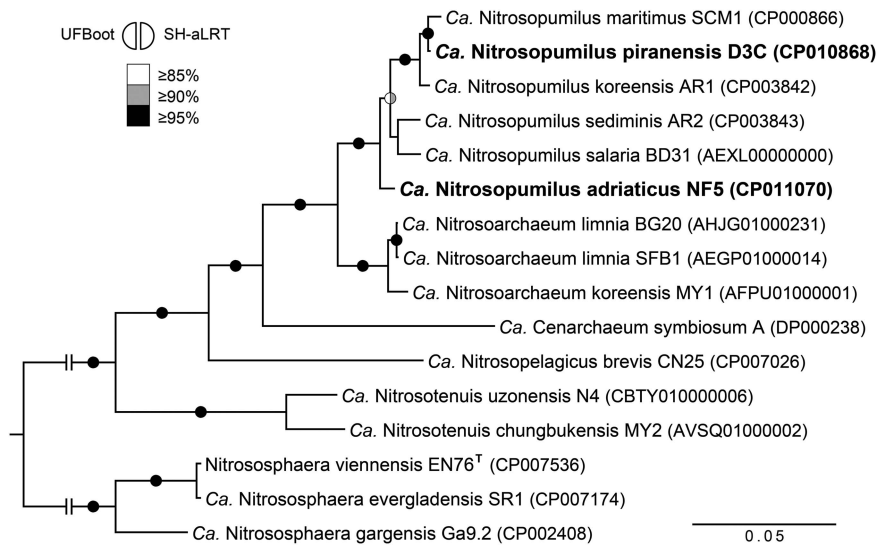 UFBoot SH-aLRT
≥85%
≥90%
≥95%
Ca. Nitrosopumilus maritimus SCM1 (CP000866)
Ca. Nitrosopumilus piranensis D3C (CP010868)
Ca. Nitrosopumilus koreensis AR1 (CP003842)
Ca. Nitrosopumilus sediminis AR2 (CP003843)
Ca. Nitrosopumilus salaria BD31 (AEXL00000000)
Ca. Nitrosopumilus adriaticus NF5 (CP011070)
Ca. Nitrosoarchaeum limnia BG20 (AHJG01000231)
Ca. Nitrosoarchaeum limnia SFB1 (AEGP01000014)
Ca. Nitrosoarchaeum koreensis MY1 (AFPU01000001)
Ca. Cenarchaeum symbiosum A (DP000238)
Ca. Nitrosopelagicus brevis CN25 (CP007026)
Ca. Nitrosotenuis uzonensis N4 (CBTY010000006)
Ca. Nitrosotenuis chungbukensis MY2 (AVSQ01000002)
Nitrososphaera viennensis EN76ᵀ (CP007536)
Ca. Nitrososphaera evergladensis SR1 (CP007174)
Ca. Nitrososphaera gargensis Ga9.2 (CP002408)
0.05